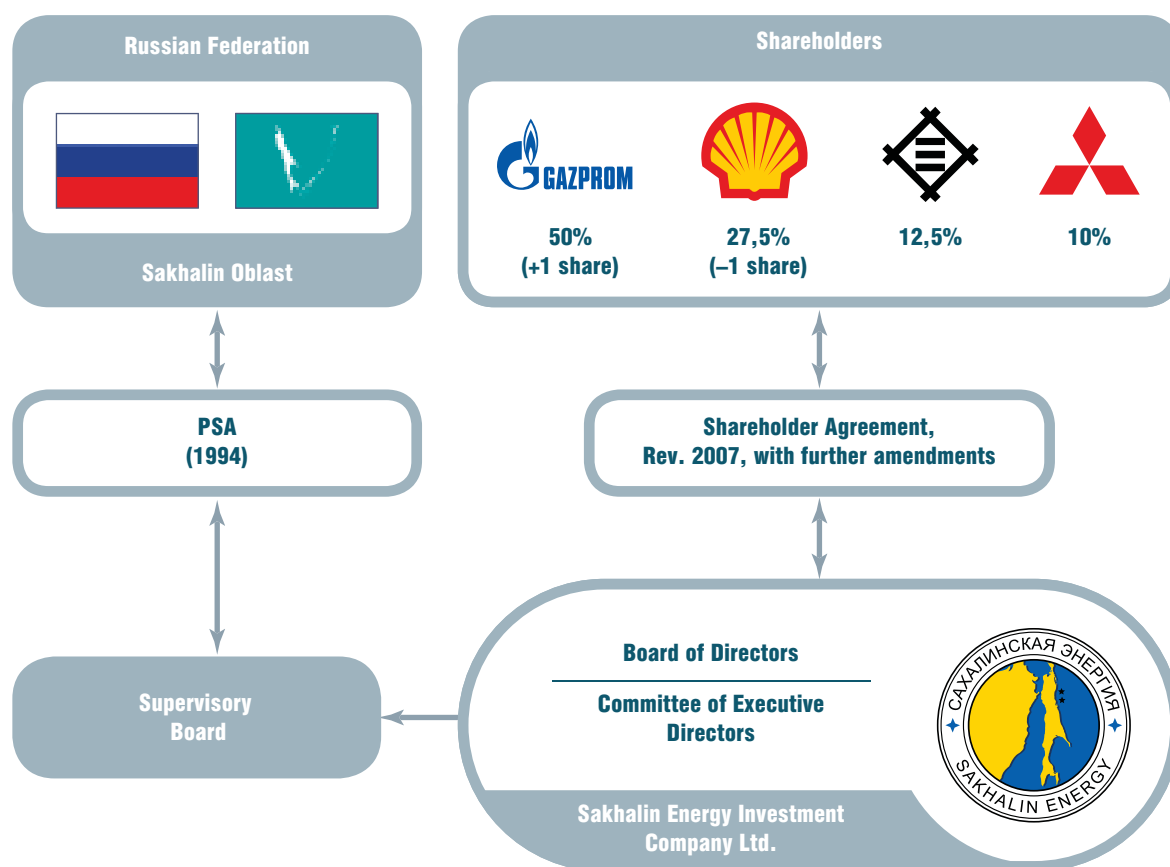 Russian Federation
Sakhalin Oblast
Shareholders
GAZPROM
50%
(+1 share)
27,5%
(–1 share)
12,5%
10%
PSA
(1994)
Shareholder Agreement,
Rev. 2007, with further amendments
Supervisory
Board
Board of Directors
Committee of Executive
Directors
Sakhalin Energy Investment
Company Ltd.
САХАЛИНСКАЯ ЭНЕРГИЯ
SAKHALIN ENERGY